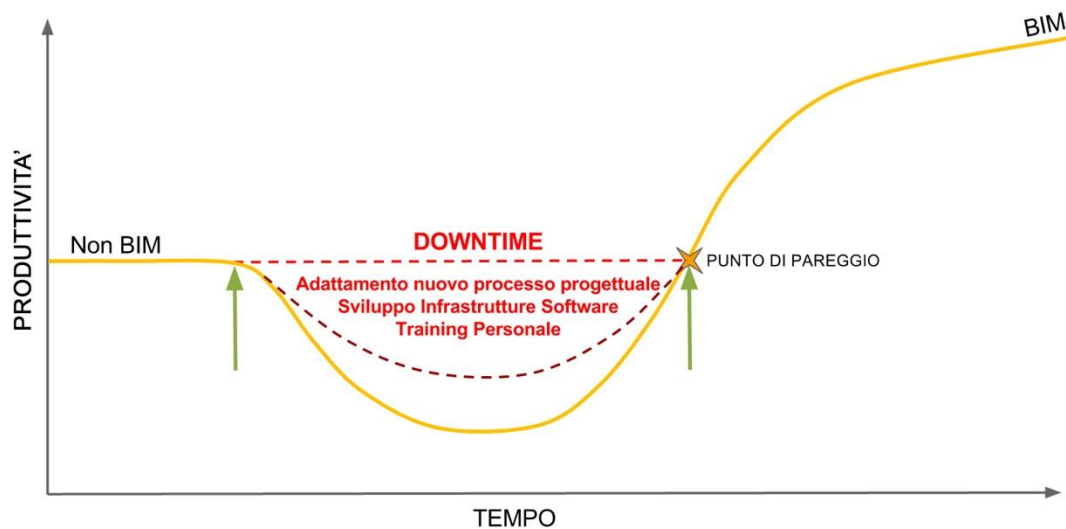 BIM
PRODUTTIVITA’
Non BIM
DOWNTIME
PUNTO DI PAREGGIO
Adattamento nuovo processo progettuale
Sviluppo Infrastrutture Software
Training Personale
TEMPO